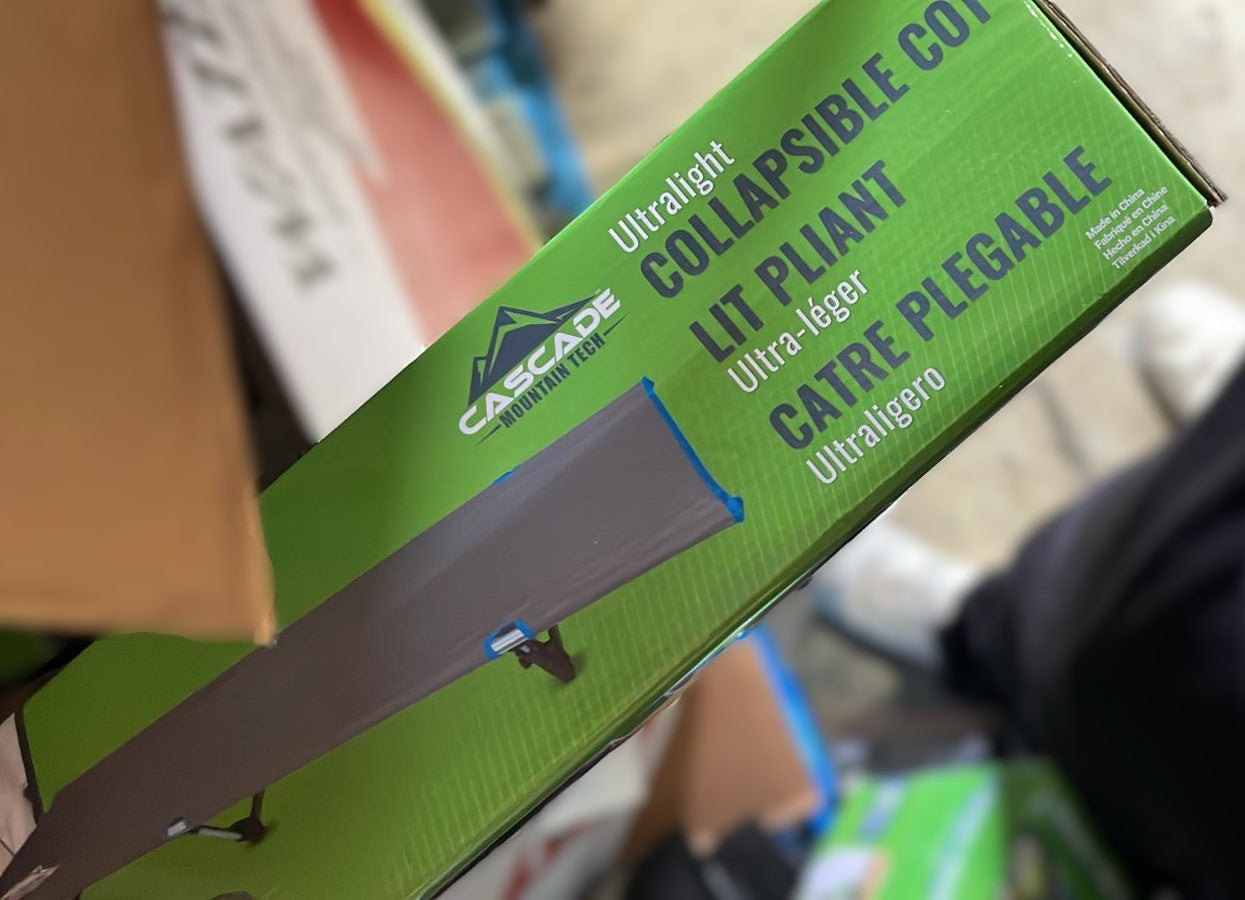 Ultralight
COLLAPSIBLE COT
LIT PLIANT
Ultra-léger
CATRE PLEGABLE
Ultraligero
Made in China
Fabriqué en Chine
Hecho en China
Tilverkad i Kina
CASCADE
MOUNTAIN TECH